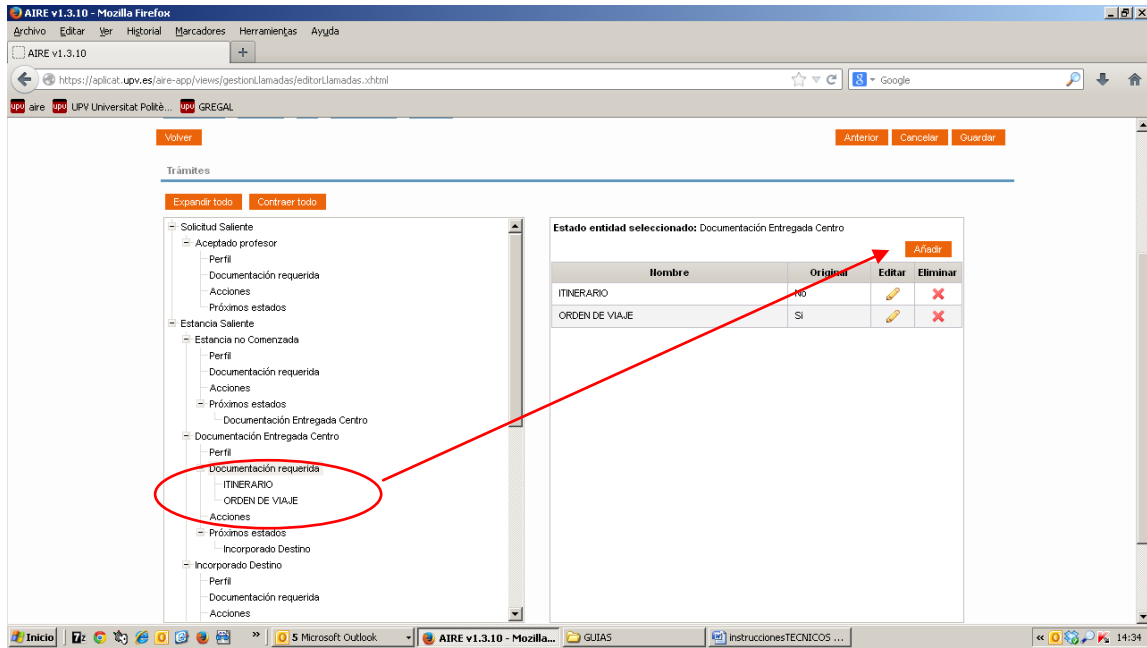 AIRE v1.3.10 - Mozilla Firefox
Archivo Editar Ver Historial Marcadores Herramientas Ayuda
AIRE v1.3.10
https://aplicat.upv.es/aire-app/views/gestionLlamadas/editorLlamadas.xhtml
Google
aire UPV Universitat Politè... GREGAL
Volver Anterior Cancelar Guardar
Trámites
Expandir todo Contraer todo
Solicitud Saliente
Aceptado profesor
Perfil
Documentación requerida
Acciones
Próximos estados
Estancia Saliente
Estancia no Comenzada
Perfil
Documentación requerida
Acciones
Próximos estados
Documentación Entregada Centro
Documentación Entregada Centro
Perfil
Documentación requerida
ITINERARIO
ORDEN DE VIAJE
Acciones
Próximos estados
Incorporado Destino
Incorporado Destino
Perfil
Documentación requerida
Acciones
Estado entidad seleccionado: Documentación Entregada Centro
Añadir
Nombre Original Editar Eliminar
ITINERARIO No
ORDEN DE VIAJE Si
Inicio 5 Microsoft Outlook AIRE v1.3.10 - Mozilla... GUIAS instruccionesTECNICOS ... 14:34